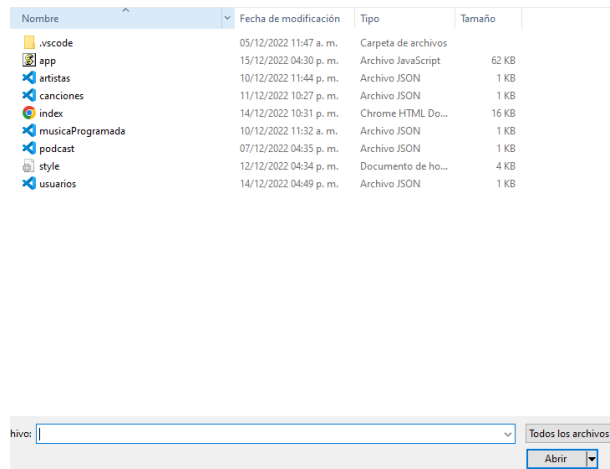 Nombre Fecha de modificación Tipo Tamaño
.vscode 05/12/2022 11:47 a. m. Carpeta de archivos
app 15/12/2022 04:30 p. m. Archivo JavaScript 62 KB
artistas 10/12/2022 11:44 p. m. Archivo JSON 1 KB
canciones 11/12/2022 10:27 p. m. Archivo JSON 1 KB
index 14/12/2022 10:31 p. m. Chrome HTML Do... 16 KB
musicaProgramada 10/12/2022 11:32 a. m. Archivo JSON 1 KB
podcast 07/12/2022 04:35 p. m. Archivo JSON 1 KB
style 12/12/2022 04:34 p. m. Documento de ho... 4 KB
usuarios 14/12/2022 04:49 p. m. Archivo JSON 1 KB
hivo: Todos los archivos
Abrir